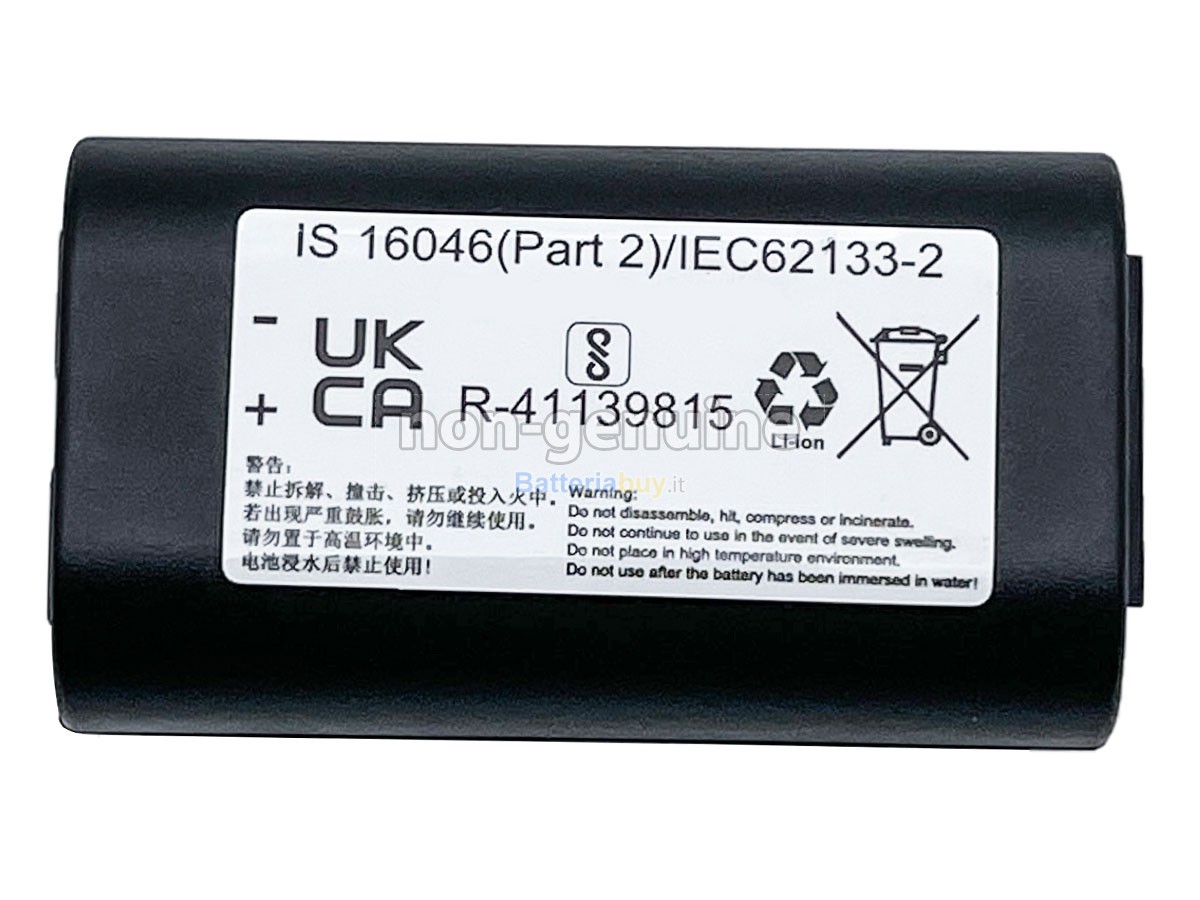 IS 16046(Part 2)/IEC62133-2
-
+
UK
CA
R-41139815
Li-ion
non-genuine
Batteriabuy.it
警告:
禁止拆解、撞击、挤压或投入火中。
若出现严重鼓胀,请勿继续使用。
请勿置于高温环境中。
电池浸水后禁止使用!
Warning:
Do not disassemble, hit, compress or incinerate.
Do not continue to use in the event of severe swelling.
Do not place in high temperature environment.
Do not use after the battery has been immersed in water!